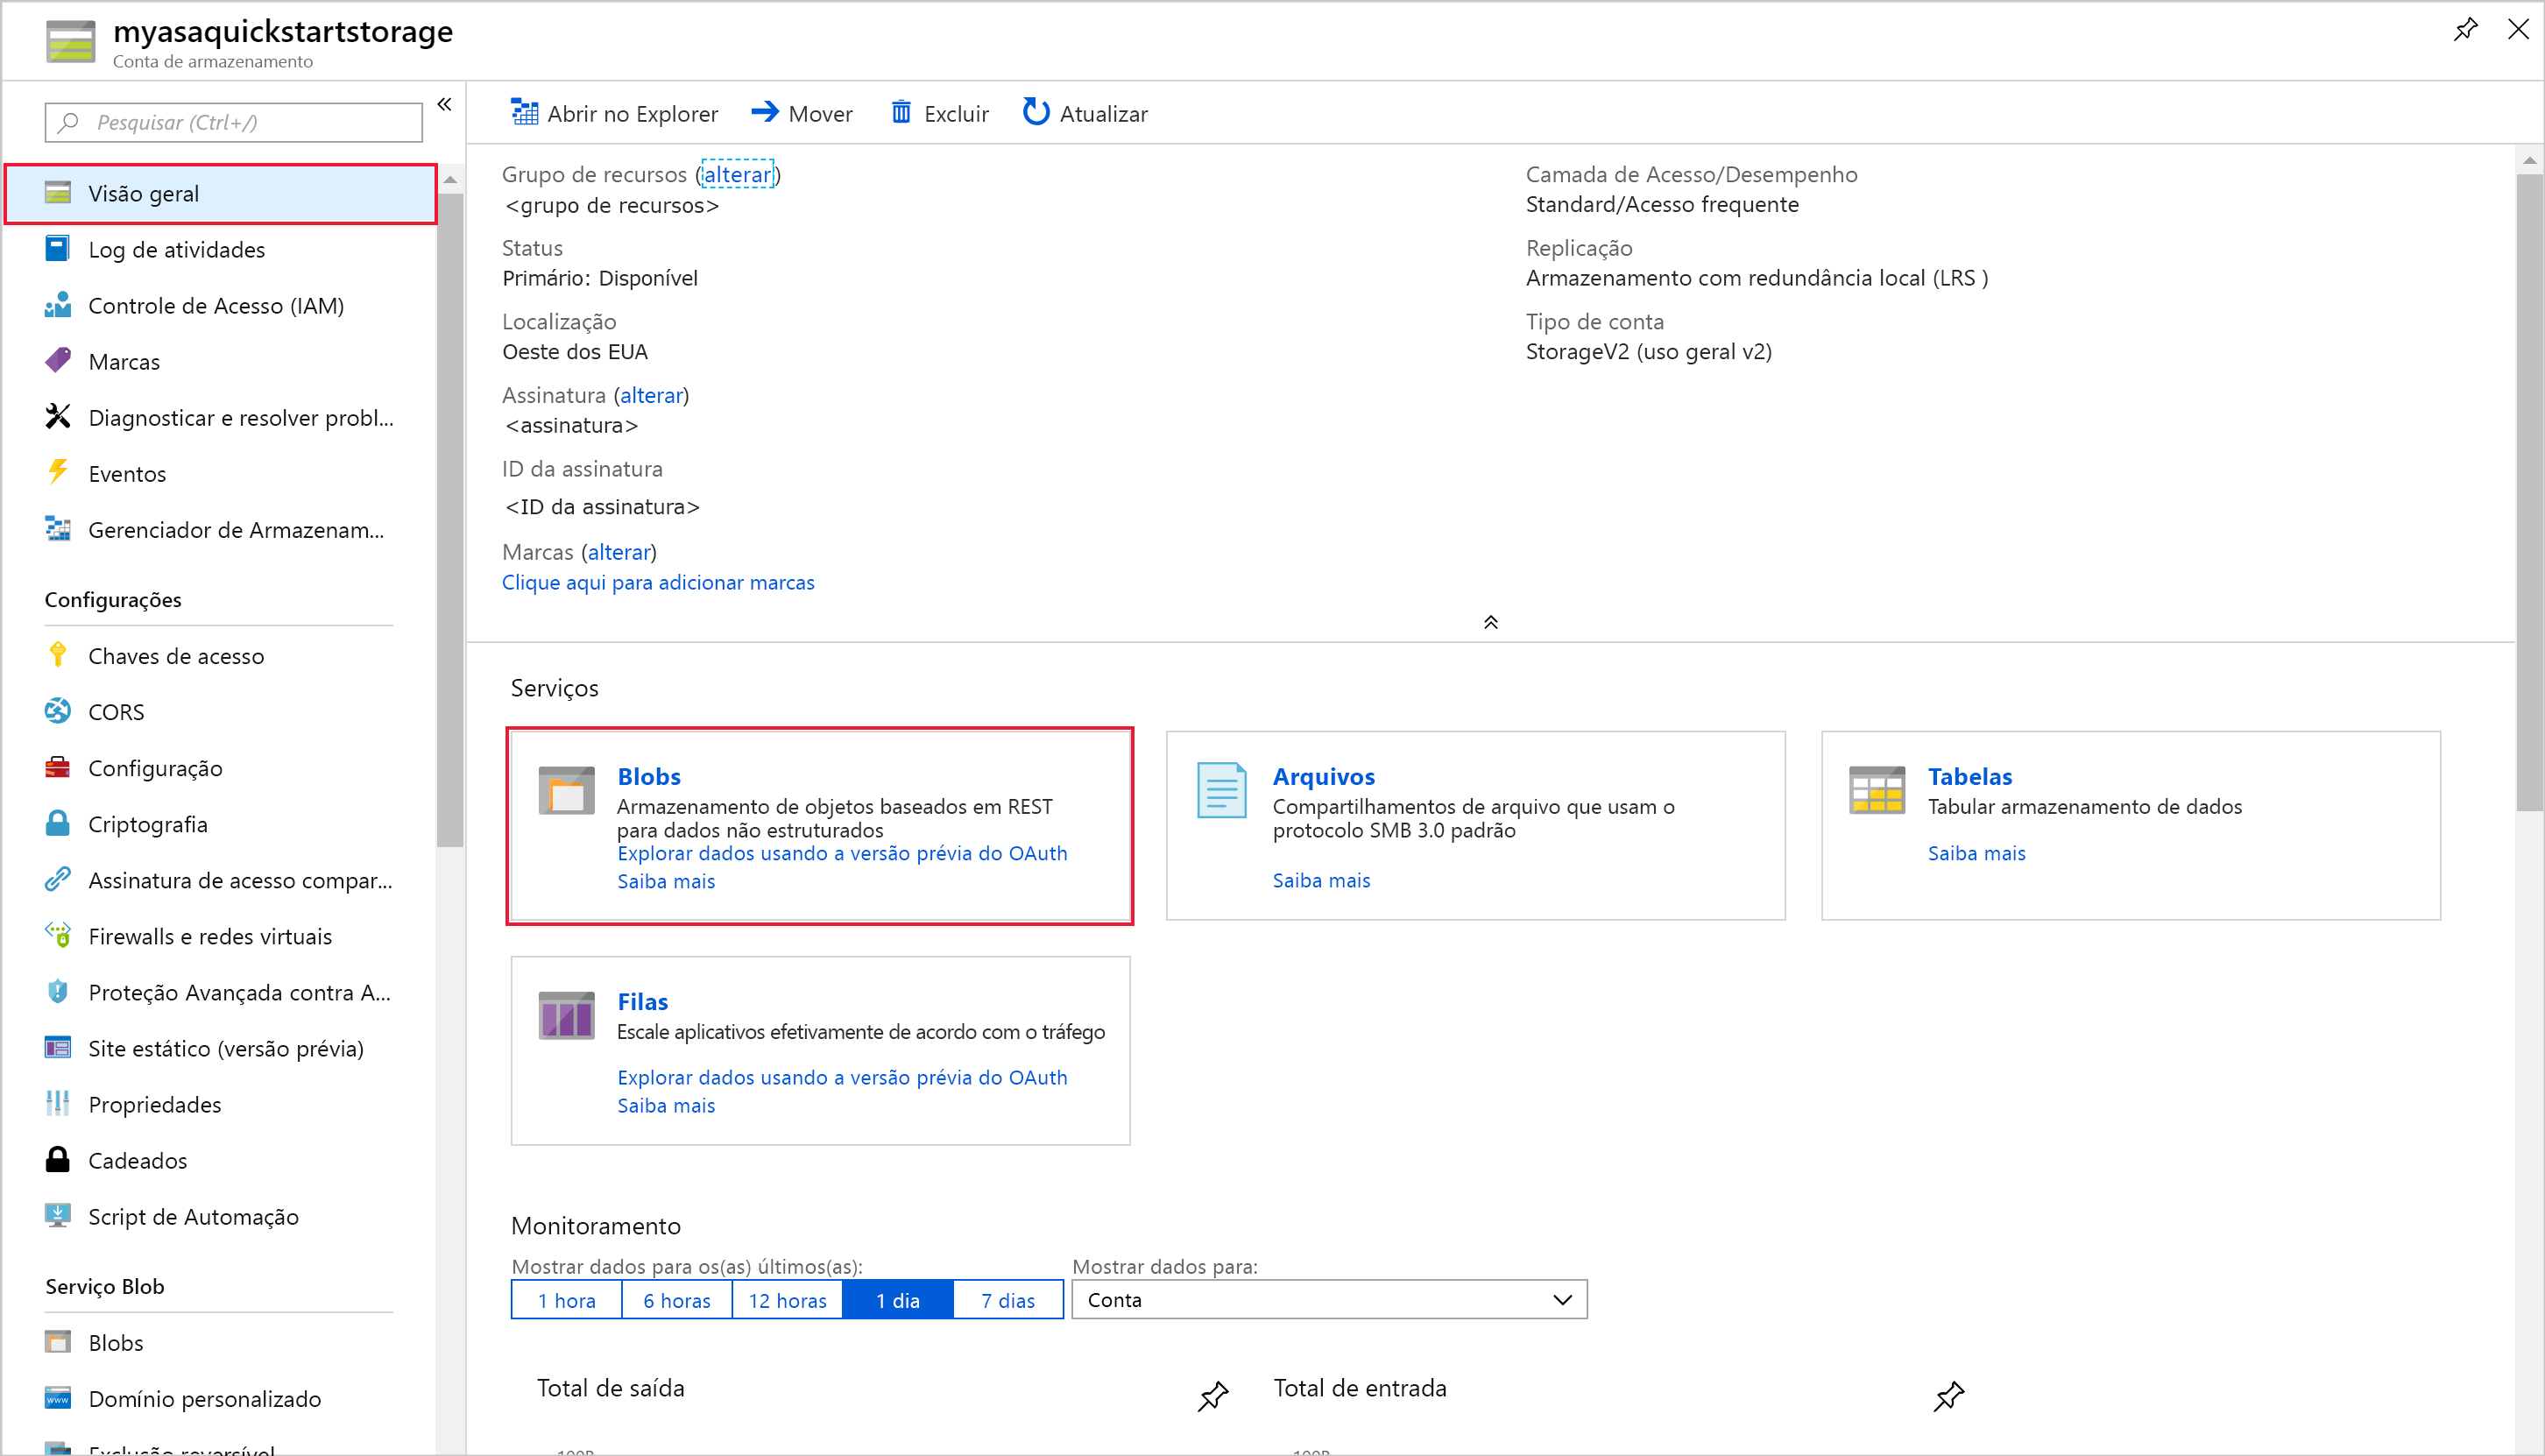 myasaquickstartstorage
Conta de armazenamento
Pesquisar (Ctrl+/)
Visão geral
Log de atividades
Controle de Acesso (IAM)
Marcas
Diagnosticar e resolver probl...
Eventos
Gerenciador de Armazenam...
Configurações
Chaves de acesso
CORS
Configuração
Criptografia
Assinatura de acesso compar...
Firewalls e redes virtuais
Proteção Avançada contra A...
Site estático (versão prévia)
Propriedades
Cadeados
Script de Automação
Serviço Blob
Blobs
Domínio personalizado
Exclusão reversível
Abrir no Explorer Mover Excluir Atualizar
Grupo de recursos (alterar)
<grupo de recursos>
Status
Primário: Disponível
Localização
Oeste dos EUA
Assinatura (alterar)
<assinatura>
ID da assinatura
<ID da assinatura>
Marcas (alterar)
Clique aqui para adicionar marcas
Camada de Acesso/Desempenho
Standard/Acesso frequente
Replicação
Armazenamento com redundância local (LRS )
Tipo de conta
StorageV2 (uso geral v2)
Serviços
Blobs
Armazenamento de objetos baseados em REST
para dados não estruturados
Explorar dados usando a versão prévia do OAuth
Saiba mais
Arquivos
Compartilhamentos de arquivo que usam o
protocolo SMB 3.0 padrão
Saiba mais
Tabelas
Tabular armazenamento de dados
Saiba mais
Filas
Escale aplicativos efetivamente de acordo com o tráfego
Explorar dados usando a versão prévia do OAuth
Saiba mais
Monitoramento
Mostrar dados para os(as) últimos(as):
1 hora 6 horas 12 horas 1 dia 7 dias
Mostrar dados para:
Conta
Total de saída
100B
Total de entrada
100B